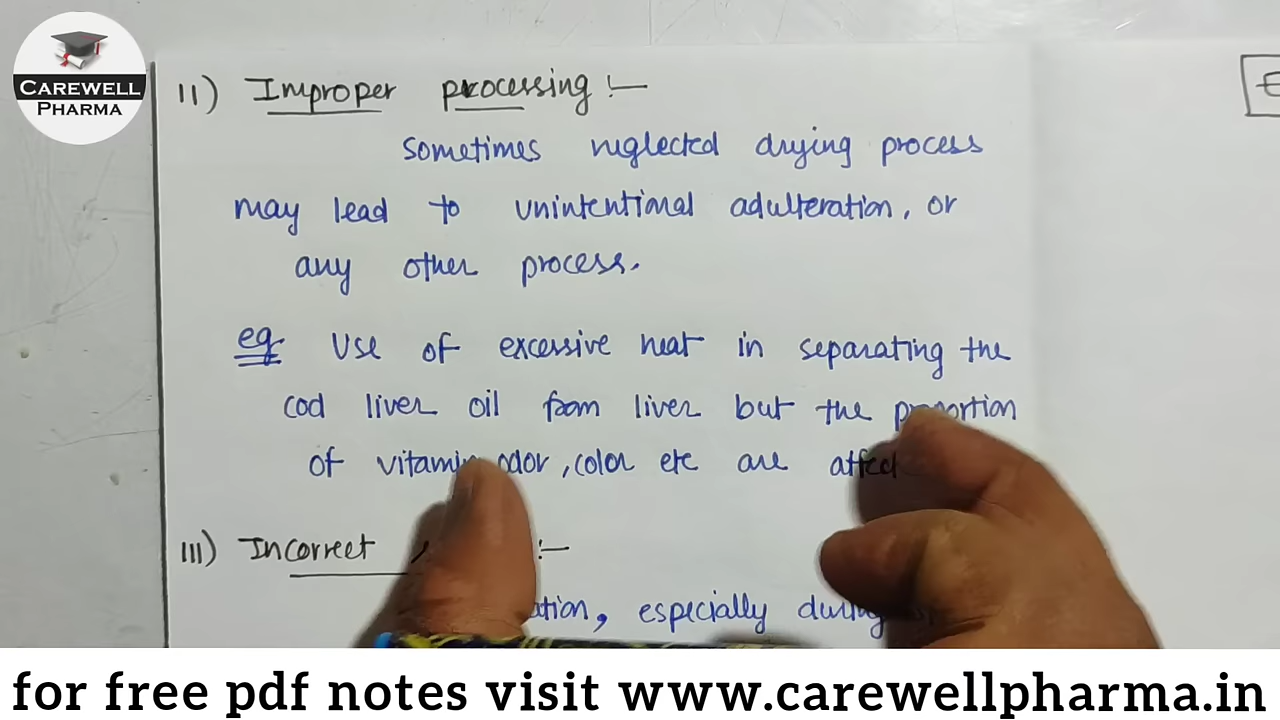 CAREWELL
PHARMA
II) Improper processing :—
sometimes neglected drying process
may lead to unintentional adulteration, or
any other process.
eg. Use of excessive heat in separating the
cod liver oil from liver but the proportion
of vitamin odor, color etc are
III) Incorrect :—
especially during
for free pdf notes visit www.carewellpharma.in